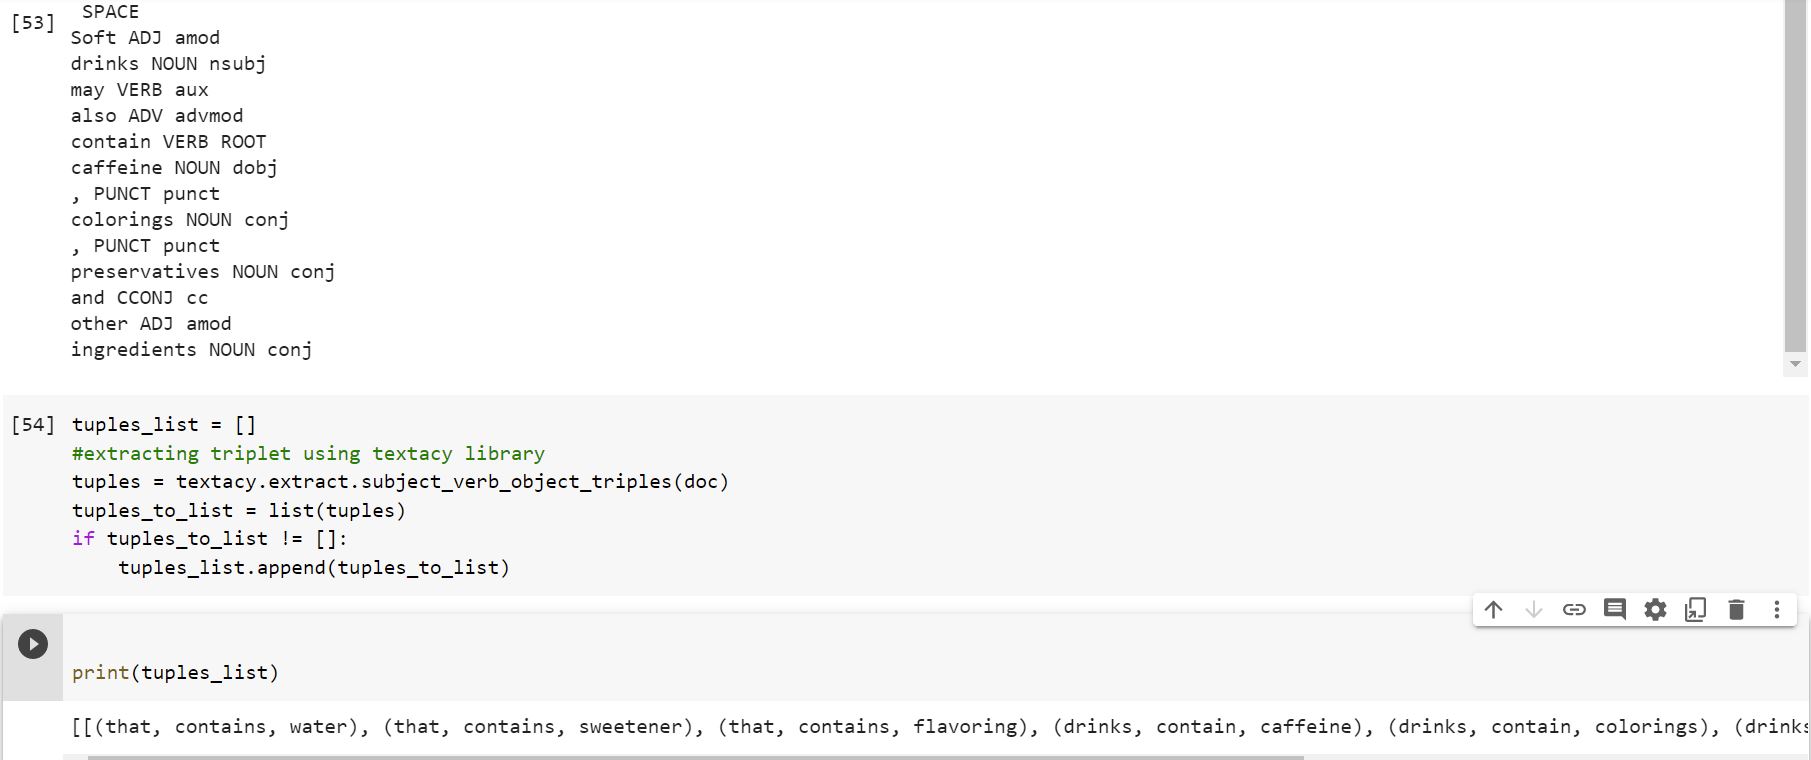 [53] SPACE
Soft ADJ amod
drinks NOUN nsubj
may VERB aux
also ADV advmod
contain VERB ROOT
caffeine NOUN dobj
, PUNCT punct
colorings NOUN conj
, PUNCT punct
preservatives NOUN conj
and CCONJ cc
other ADJ amod
ingredients NOUN conj
[54] tuples_list = []
#extracting triplet using textacy library
tuples = textacy.extract.subject_verb_object_triples(doc)
tuples_to_list = list(tuples)
if tuples_to_list != []:
    tuples_list.append(tuples_to_list)
print(tuples_list)
[[(that, contains, water), (that, contains, sweetener), (that, contains, flavoring), (drinks, contain, caffeine), (drinks, contain, colorings), (drinks